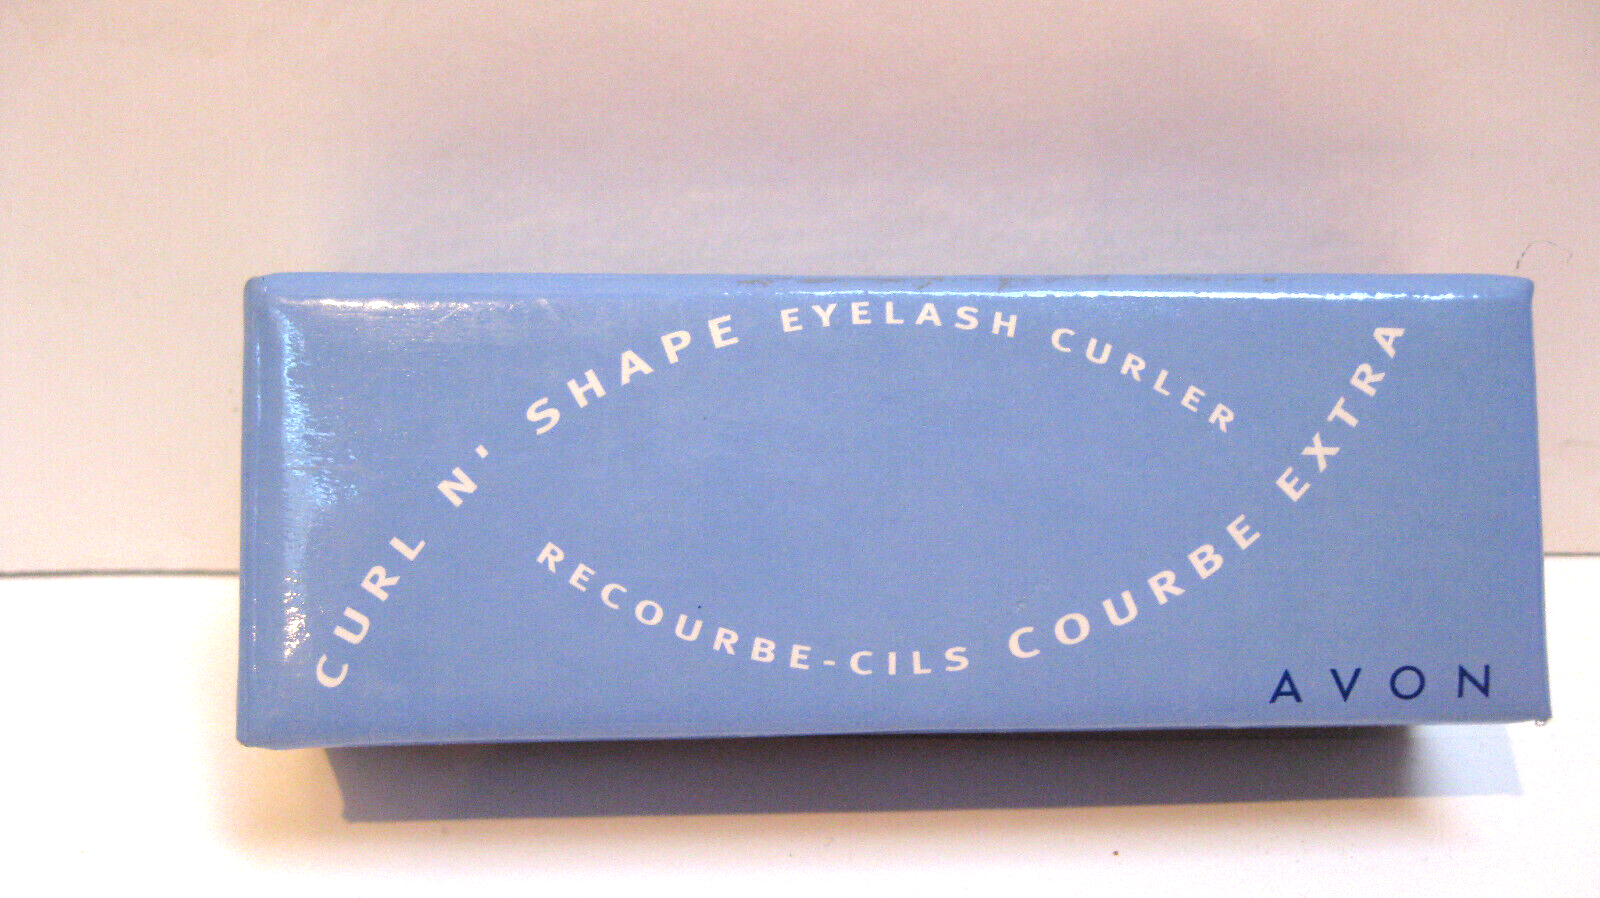 CURL N' SHAPE EYELASH CURLER
RECOURBE-CILS COURBE EXTRA
AVON